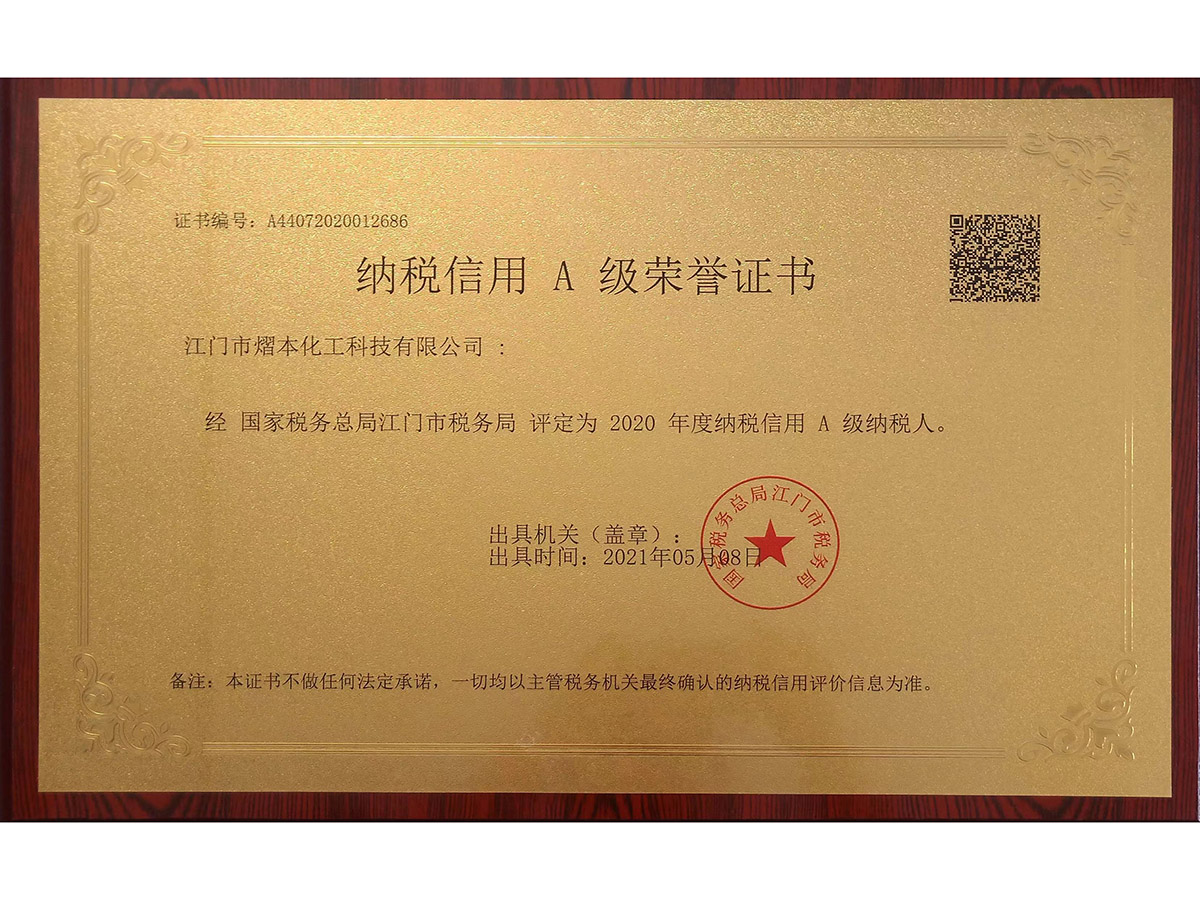 证书编号：A44072020012686
纳税信用 A 级荣誉证书
江门市熠本化工科技有限公司 ：
经 国家税务总局江门市税务局 评定为 2020 年度纳税信用 A 级纳税人。
出具机关（盖章）：
出具时间：2021年05月08日
国家税务总局江门市税务局
备注：本证书不做任何法定承诺，一切均以主管税务机关最终确认的纳税信用评价信息为准。